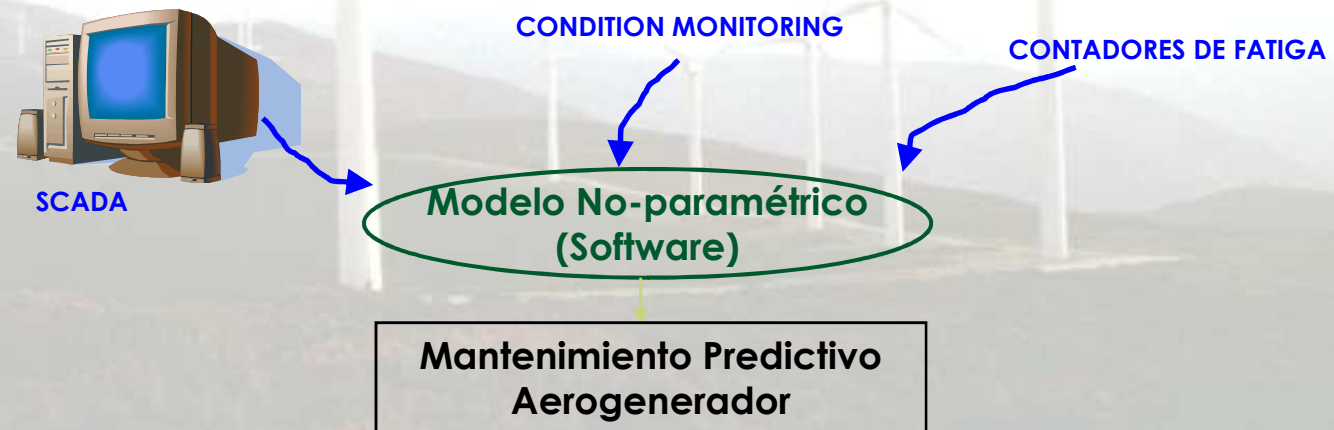 CONDITION MONITORING
CONTADORES DE FATIGA
SCADA
Modelo No-paramétrico
(Software)
Mantenimiento Predictivo
Aerogenerador